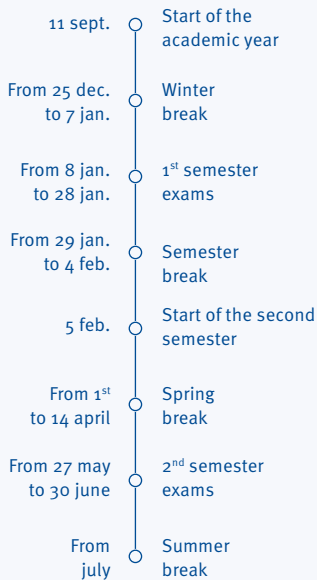 11 sept.
Start of the
academic year
From 25 dec.
to 7 jan.
Winter
break
From 8 jan.
to 28 jan.
1st semester
exams
From 29 jan.
to 4 feb.
Semester
break
5 feb.
Start of the second
semester
From 1st
to 14 april
Spring
break
From 27 may
to 30 june
2nd semester
exams
From
july
Summer
break